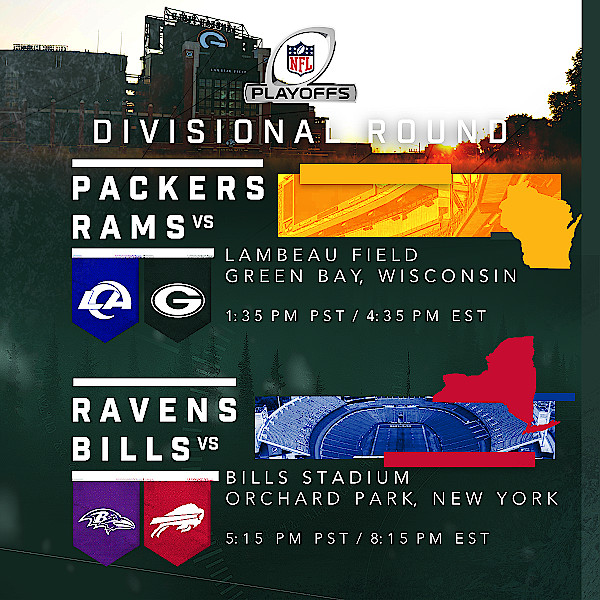 NFL
PLAYOFFS
DIVISIONAL ROUND
PACKERS
RAMS VS
LAMBEAU FIELD
GREEN BAY, WISCONSIN
1:35 PM PST / 4:35 PM EST
LA
G
RAVENS
BILLS VS
BILLS STADIUM
ORCHARD PARK, NEW YORK
5:15 PM PST / 8:15 PM EST
B